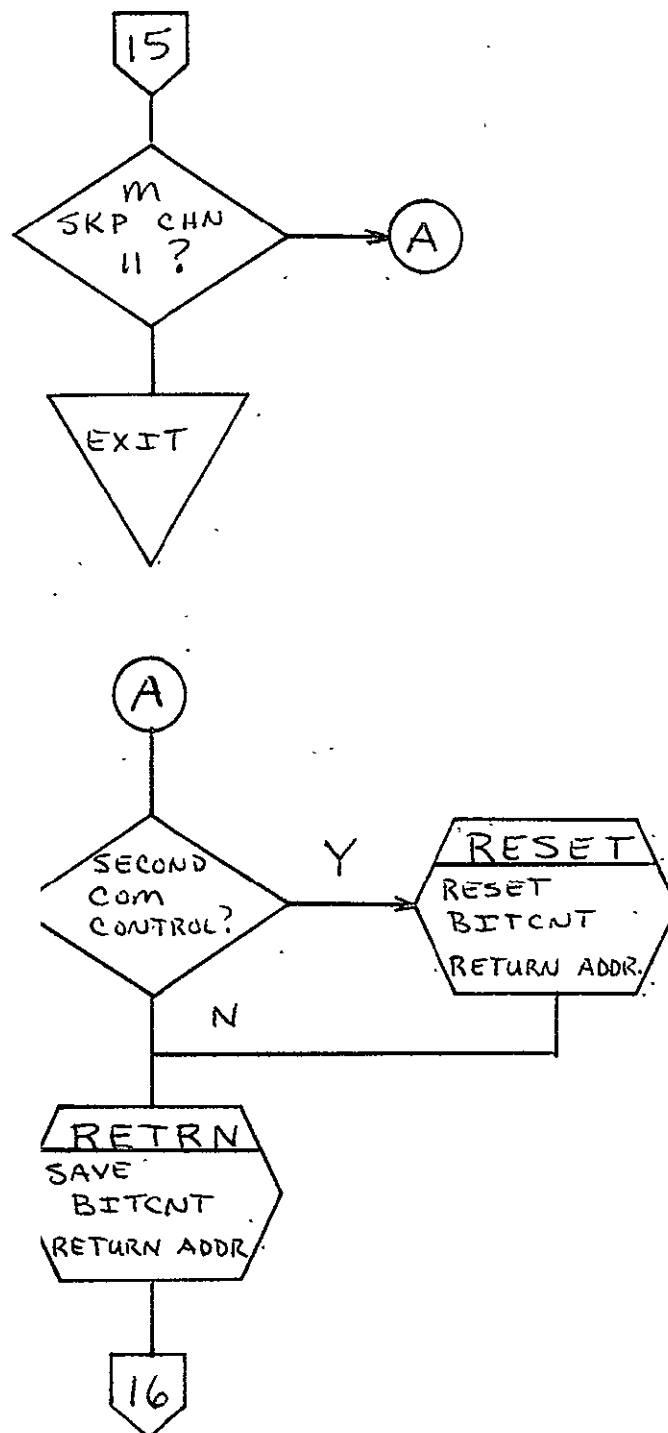 15
M
SKP CHN
11 ?
A
EXIT
A
SECOND
COM
CONTROL?
Y
RESET
RESET
BITCNT
RETURN ADDR.
N
RETRN
SAVE
BITCNT
RETURN ADDR.
16